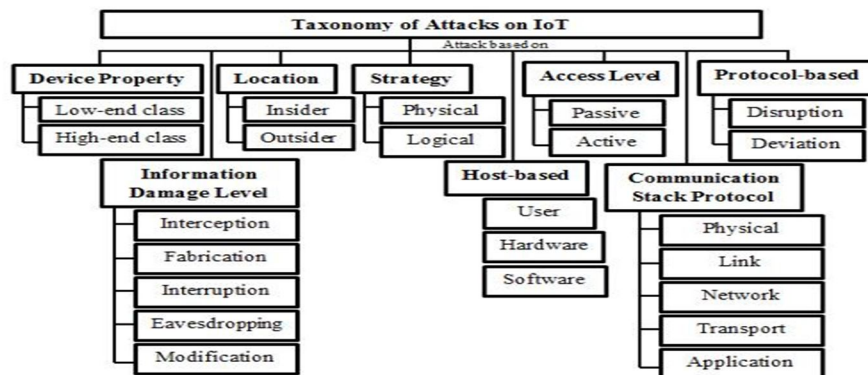 Taxonomy of Attacks on IoT
Attack based on
Device Property
Low-end class
High-end class
Location
Insider
Outsider
Strategy
Physical
Logical
Access Level
Passive
Active
Protocol-based
Disruption
Deviation
Information
Damage Level
Interception
Fabrication
Interruption
Eavesdropping
Modification
Host-based
User
Hardware
Software
Communication
Stack Protocol
Physical
Link
Network
Transport
Application